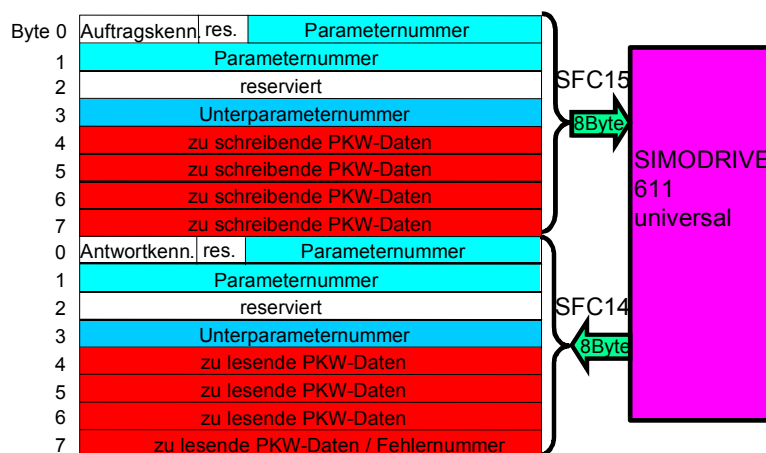 Byte 0 Auftragskenn. res. Parameternummer
1 Parameternummer
2 reserviert
3 Unterparameternummer
4 zu schreibende PKW-Daten
5 zu schreibende PKW-Daten
6 zu schreibende PKW-Daten
7 zu schreibende PKW-Daten
SFC15
8Byte
0 Antwortkenn. res. Parameternummer
1 Parameternummer
2 reserviert
3 Unterparameternummer
4 zu lesende PKW-Daten
5 zu lesende PKW-Daten
6 zu lesende PKW-Daten
7 zu lesende PKW-Daten / Fehlernummer
SFC14
8Byte
SIMODRIVE
611
universal